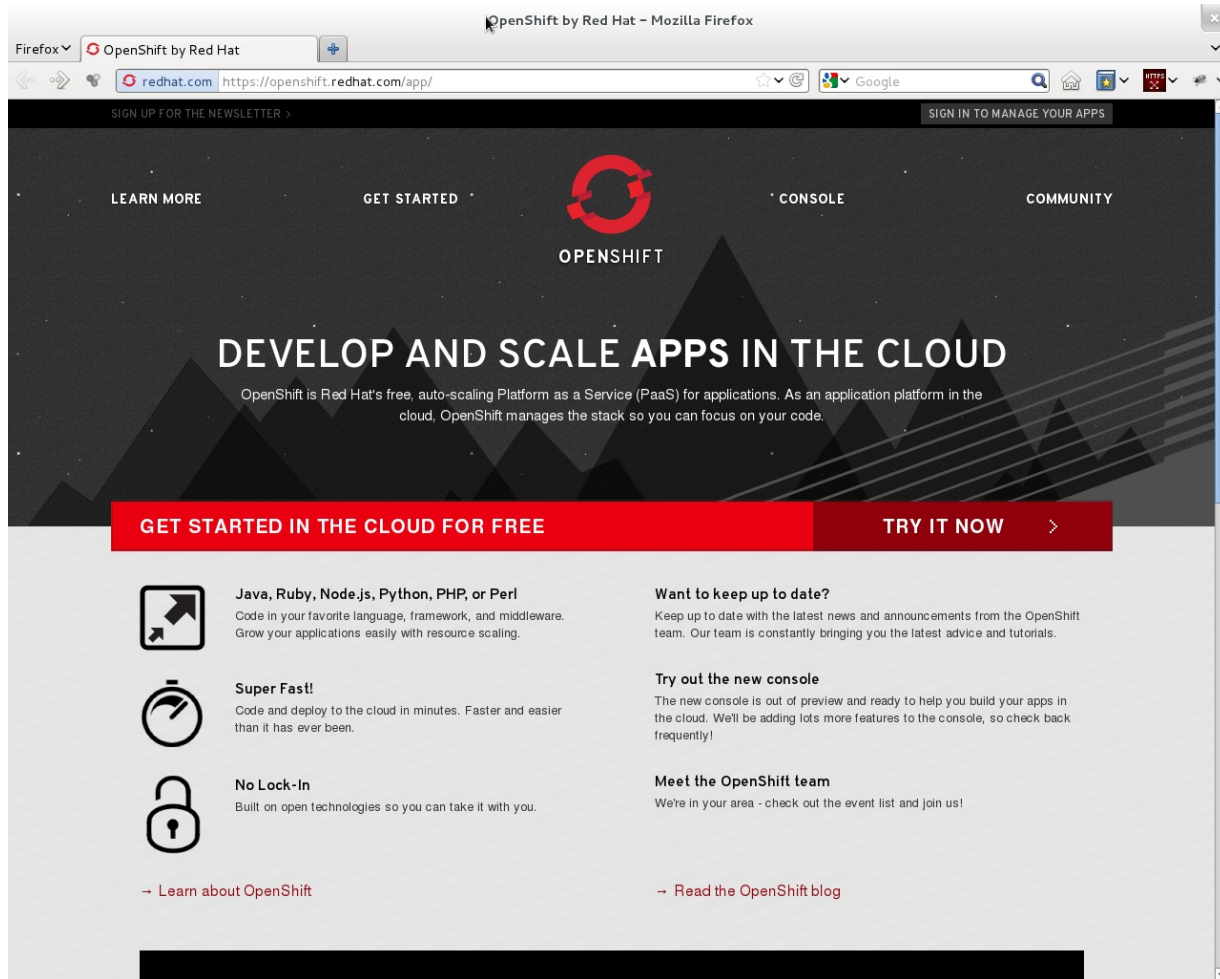 OpenShift by Red Hat - Mozilla Firefox
Firefox
OpenShift by Red Hat
redhat.com https://openshift.redhat.com/app/
Google
HTTPS
SIGN UP FOR THE NEWSLETTER >
SIGN IN TO MANAGE YOUR APPS
LEARN MORE
GET STARTED
CONSOLE
COMMUNITY
OPENSHIFT
DEVELOP AND SCALE APPS IN THE CLOUD
OpenShift is Red Hat's free, auto-scaling Platform as a Service (PaaS) for applications. As an application platform in the
cloud, OpenShift manages the stack so you can focus on your code.
GET STARTED IN THE CLOUD FOR FREE
TRY IT NOW >
Java, Ruby, Node.js, Python, PHP, or Perl
Code in your favorite language, framework, and middleware.
Grow your applications easily with resource scaling.
Super Fast!
Code and deploy to the cloud in minutes. Faster and easier
than it has ever been.
No Lock-In
Built on open technologies so you can take it with you.
→ Learn about OpenShift
Want to keep up to date?
Keep up to date with the latest news and announcements from the OpenShift
team. Our team is constantly bringing you the latest advice and tutorials.
Try out the new console
The new console is out of preview and ready to help you build your apps in
the cloud. We'll be adding lots more features to the console, so check back
frequently!
Meet the OpenShift team
We're in your area - check out the event list and join us!
→ Read the OpenShift blog